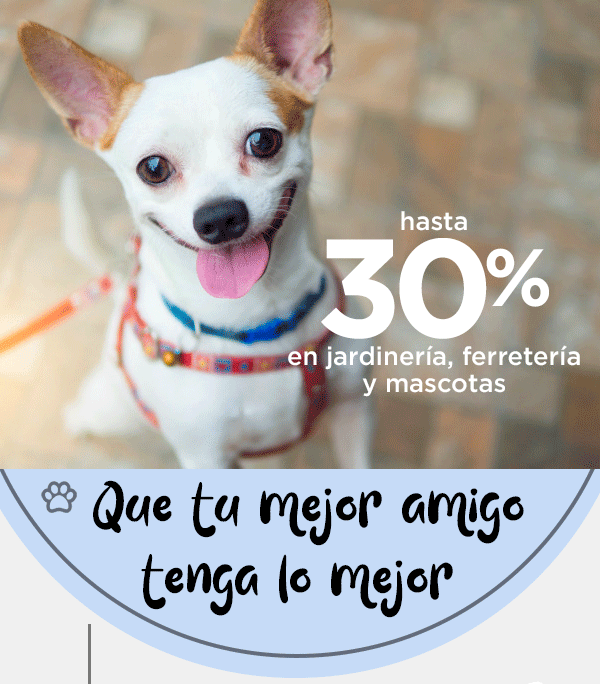 hasta
30%
en jardinería, ferretería
y mascotas
Que tu mejor amigo
tenga lo mejor